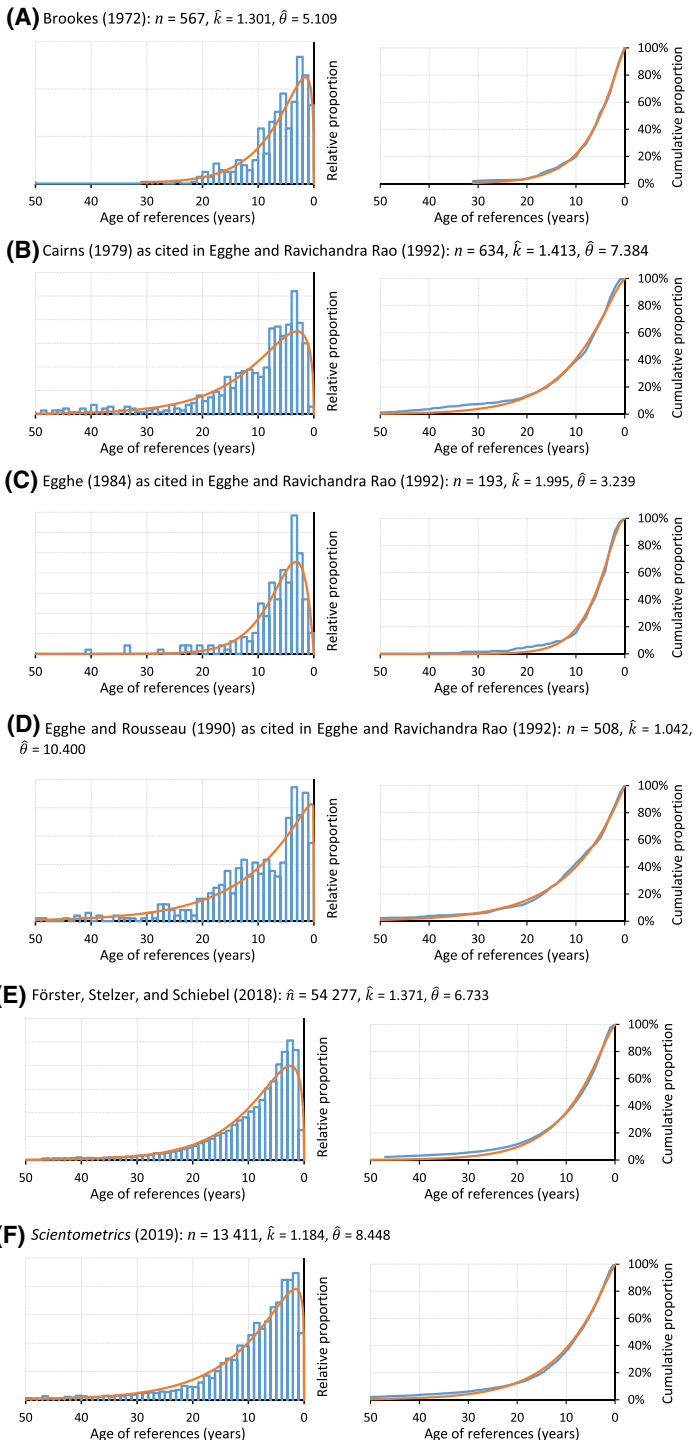 (A) Brookes (1972): n = 567, k̂ = 1.301, θ̂ = 5.109
Relative proportion
50 40 30 20 10 0
Age of references (years)
100%
80%
60%
40%
20%
0%
Cumulative proportion
50 40 30 20 10 0
Age of references (years)
(B) Cairns (1979) as cited in Egghe and Ravichandra Rao (1992): n = 634, k̂ = 1.413, θ̂ = 7.384
Relative proportion
50 40 30 20 10 0
Age of references (years)
100%
80%
60%
40%
20%
0%
Cumulative proportion
50 40 30 20 10 0
Age of references (years)
(C) Egghe (1984) as cited in Egghe and Ravichandra Rao (1992): n = 193, k̂ = 1.995, θ̂ = 3.239
Relative proportion
50 40 30 20 10 0
Age of references (years)
100%
80%
60%
40%
20%
0%
Cumulative proportion
50 40 30 20 10 0
Age of references (years)
(D) Egghe and Rousseau (1990) as cited in Egghe and Ravichandra Rao (1992): n = 508, k̂ = 1.042,
θ̂ = 10.400
Relative proportion
50 40 30 20 10 0
Age of references (years)
100%
80%
60%
40%
20%
0%
Cumulative proportion
50 40 30 20 10 0
Age of references (years)
(E) Förster, Stelzer, and Schiebel (2018): n̂ = 54 277, k̂ = 1.371, θ̂ = 6.733
Relative proportion
50 40 30 20 10 0
Age of references (years)
100%
80%
60%
40%
20%
0%
Cumulative proportion
50 40 30 20 10 0
Age of references (years)
(F) Scientometrics (2019): n = 13 411, k̂ = 1.184, θ̂ = 8.448
Relative proportion
50 40 30 20 10 0
Age of references (years)
100%
80%
60%
40%
20%
0%
Cumulative proportion
50 40 30 20 10 0
Age of references (years)